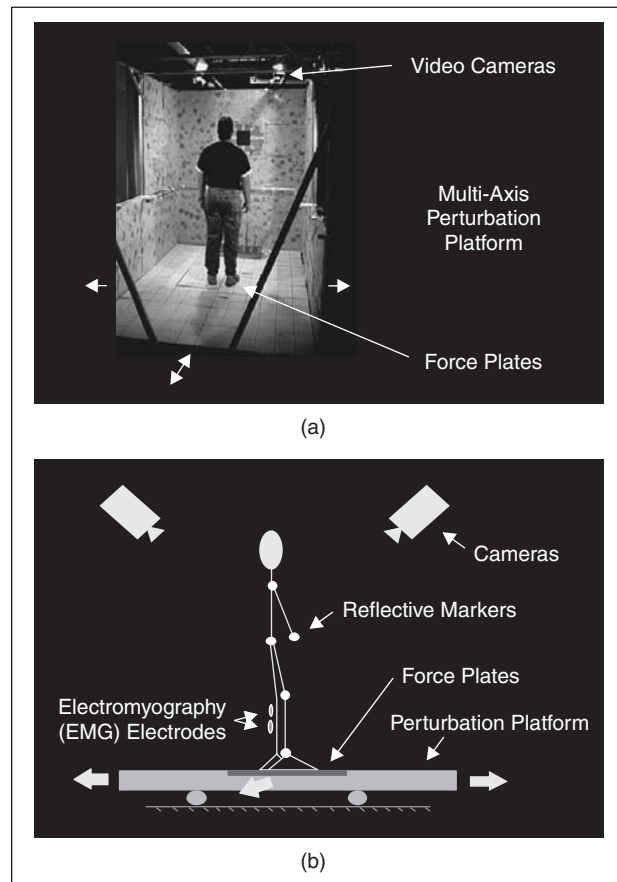 Video Cameras
Multi-Axis
Perturbation
Platform
Force Plates
(a)
Cameras
Reflective Markers
Force Plates
Electromyography
(EMG) Electrodes
Perturbation Platform
(b)